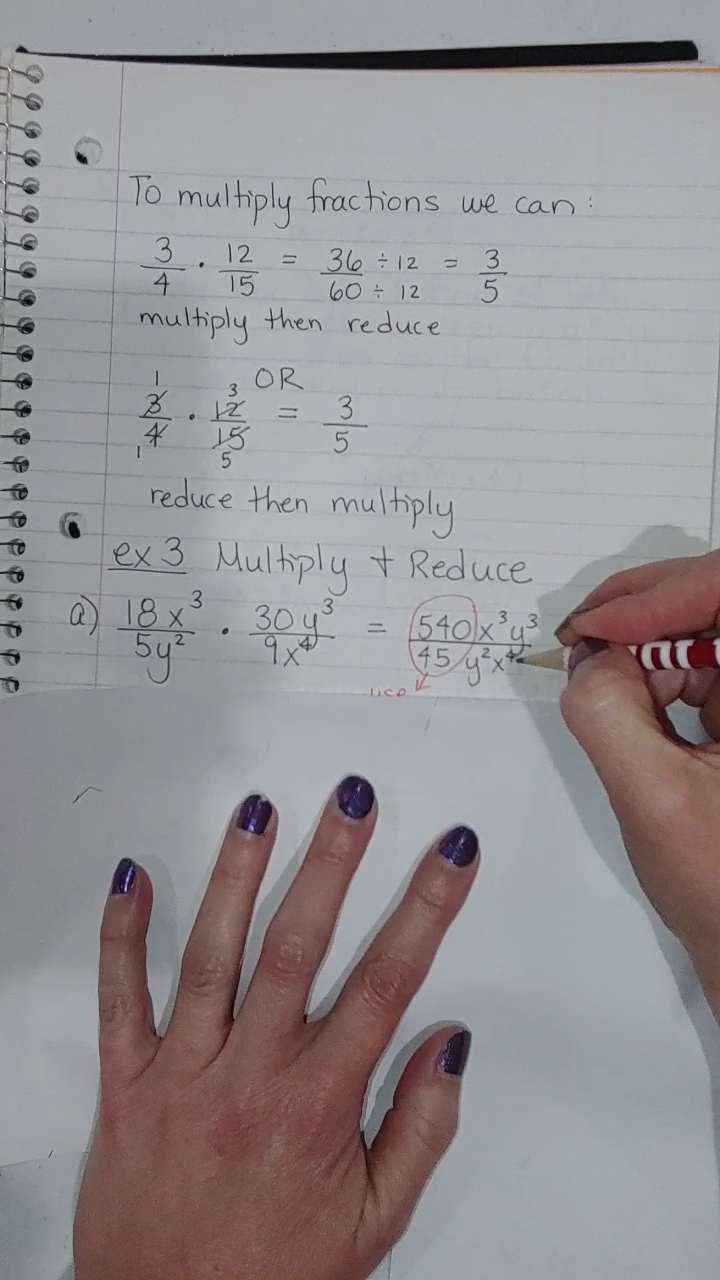 To multiply fractions we can:
3/4 · 12/15 = 36 ÷ 12 / 60 ÷ 12 = 3/5
multiply then reduce
OR
1 3/4 1 · 3 12/15 5 = 3/5
reduce then multiply
ex 3 Multiply + Reduce
a) 18x³/5y² · 30y³/9x⁴ = 540x³y³/45y²x⁴